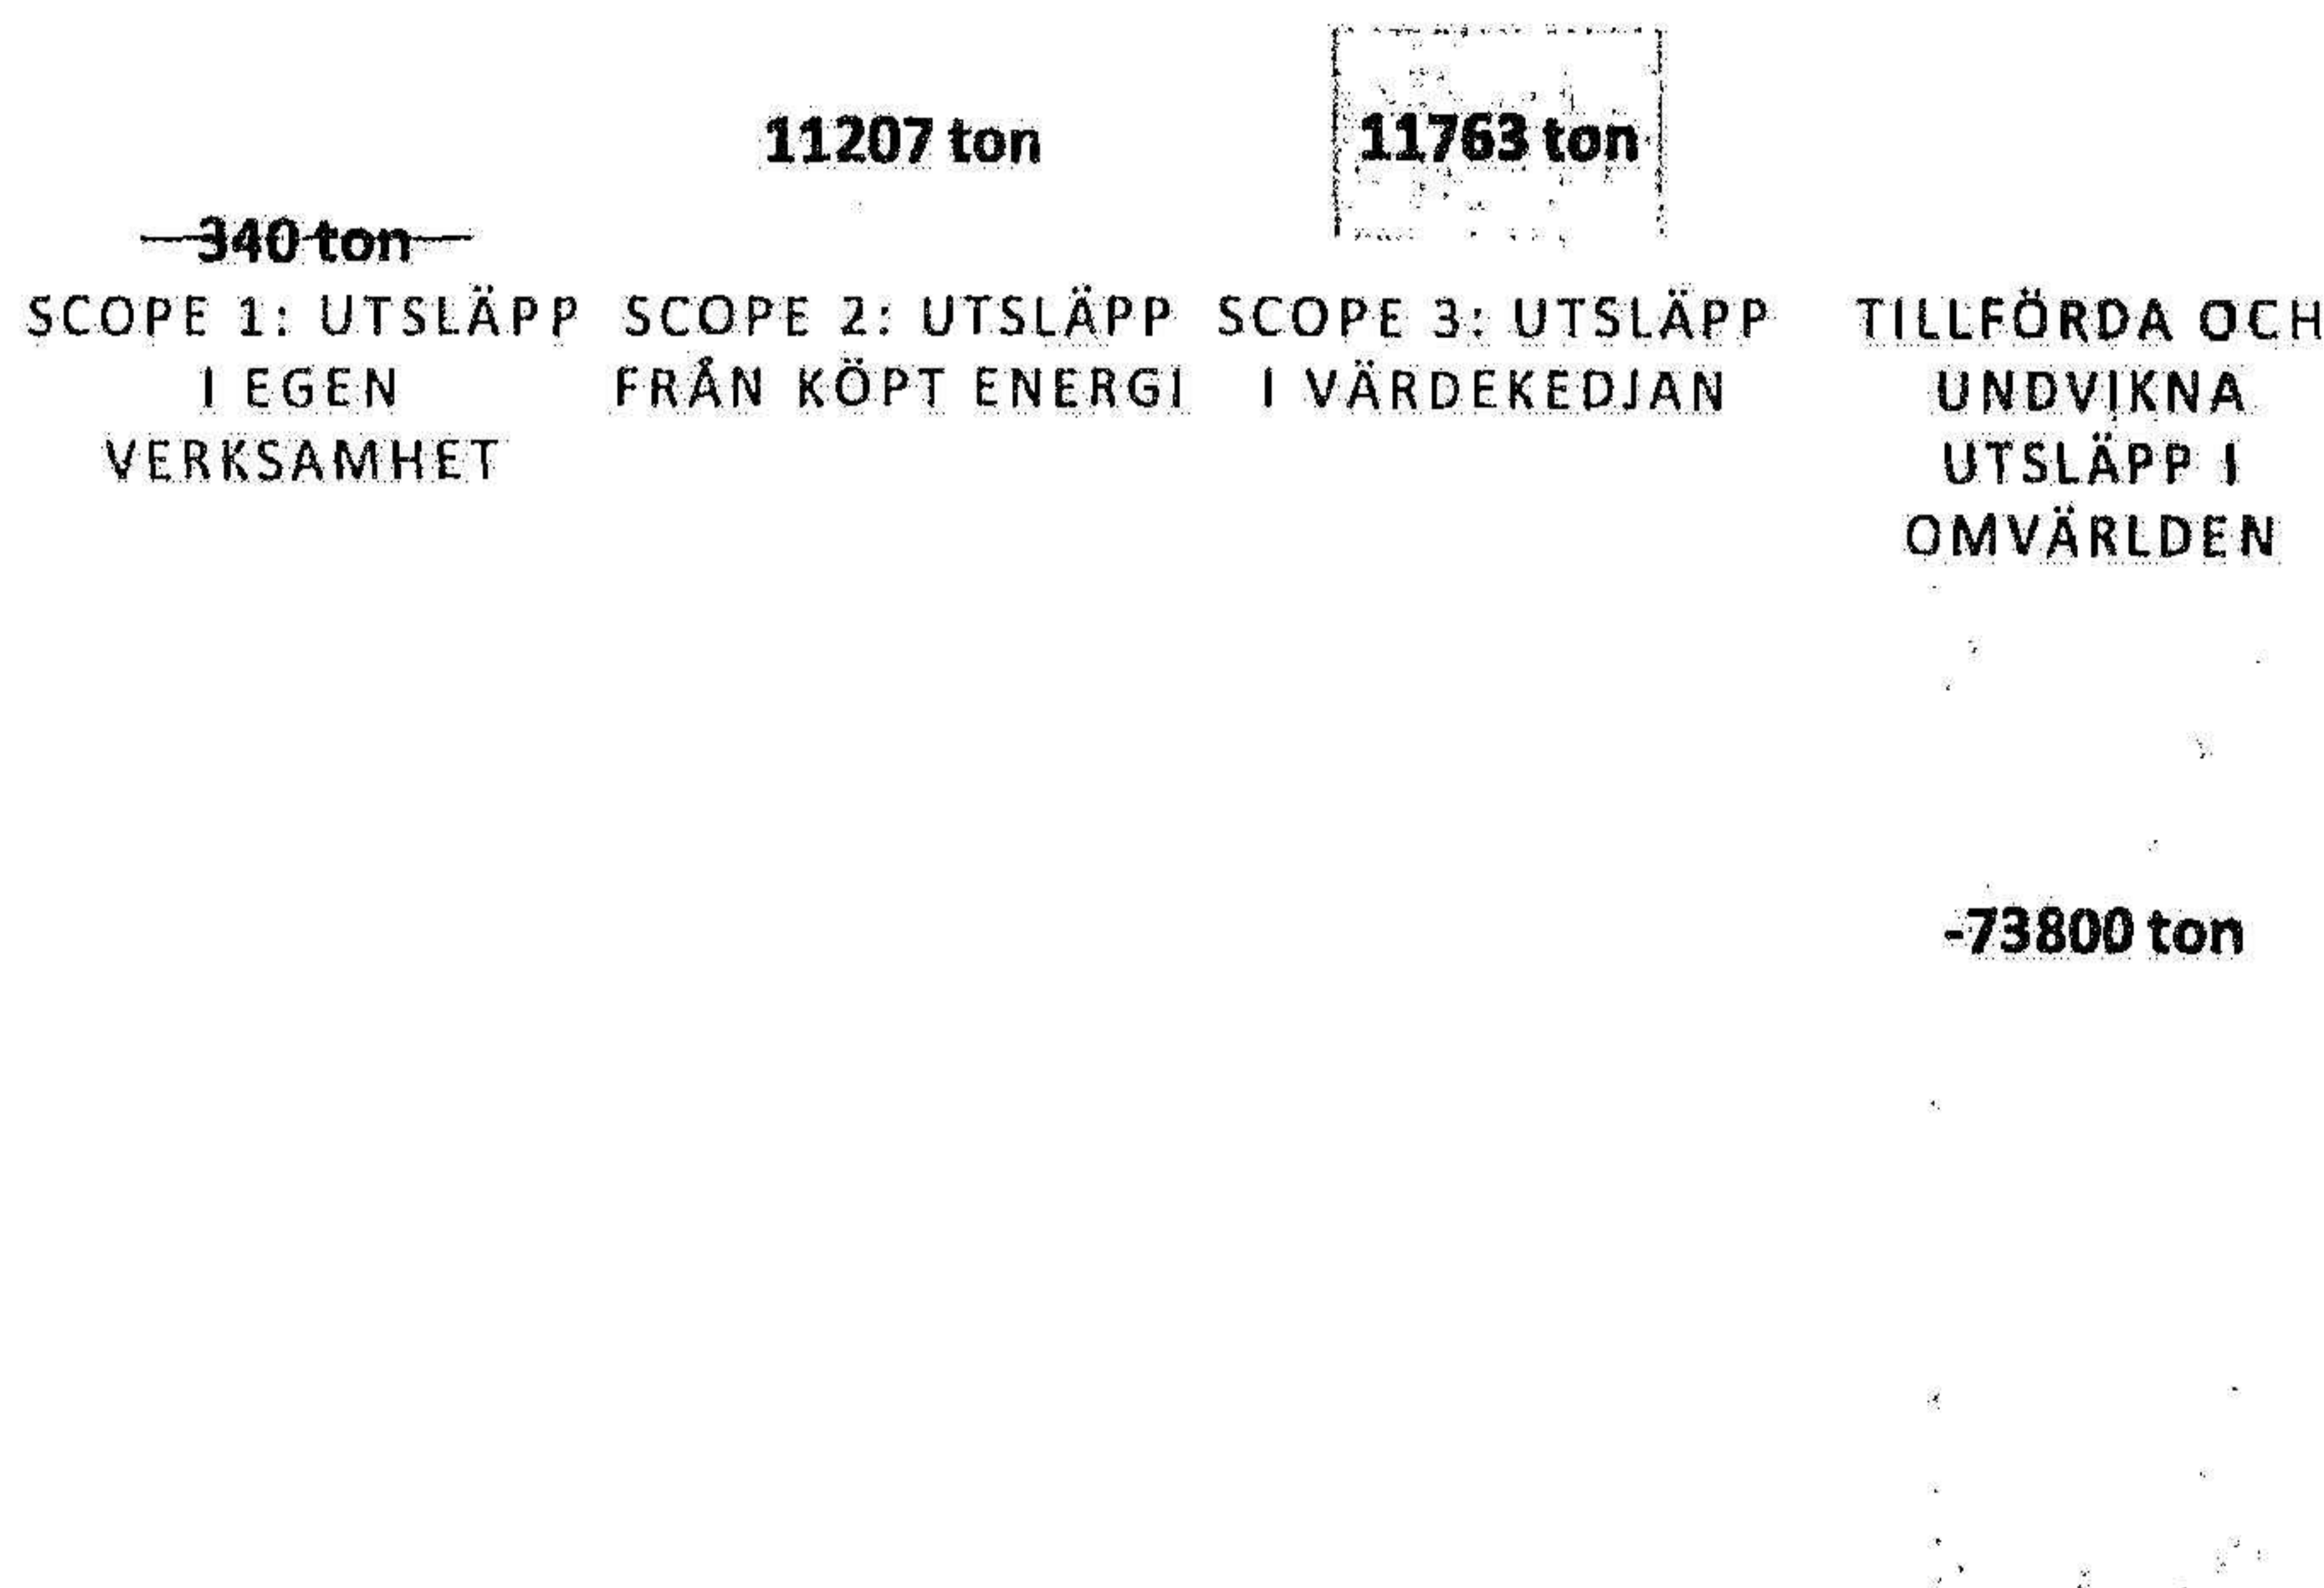 11207 ton
11763 ton
340 ton
SCOPE 1: UTSLÄPP I EGEN VERKSAMHET
SCOPE 2: UTSLÄPP FRÅN KÖPT ENERGI
SCOPE 3: UTSLÄPP I VÄRDEKEDJAN
TILLFÖRDA OCH UNDVIKNA UTSLÄPP I OMVÄRLDEN
-73800 ton